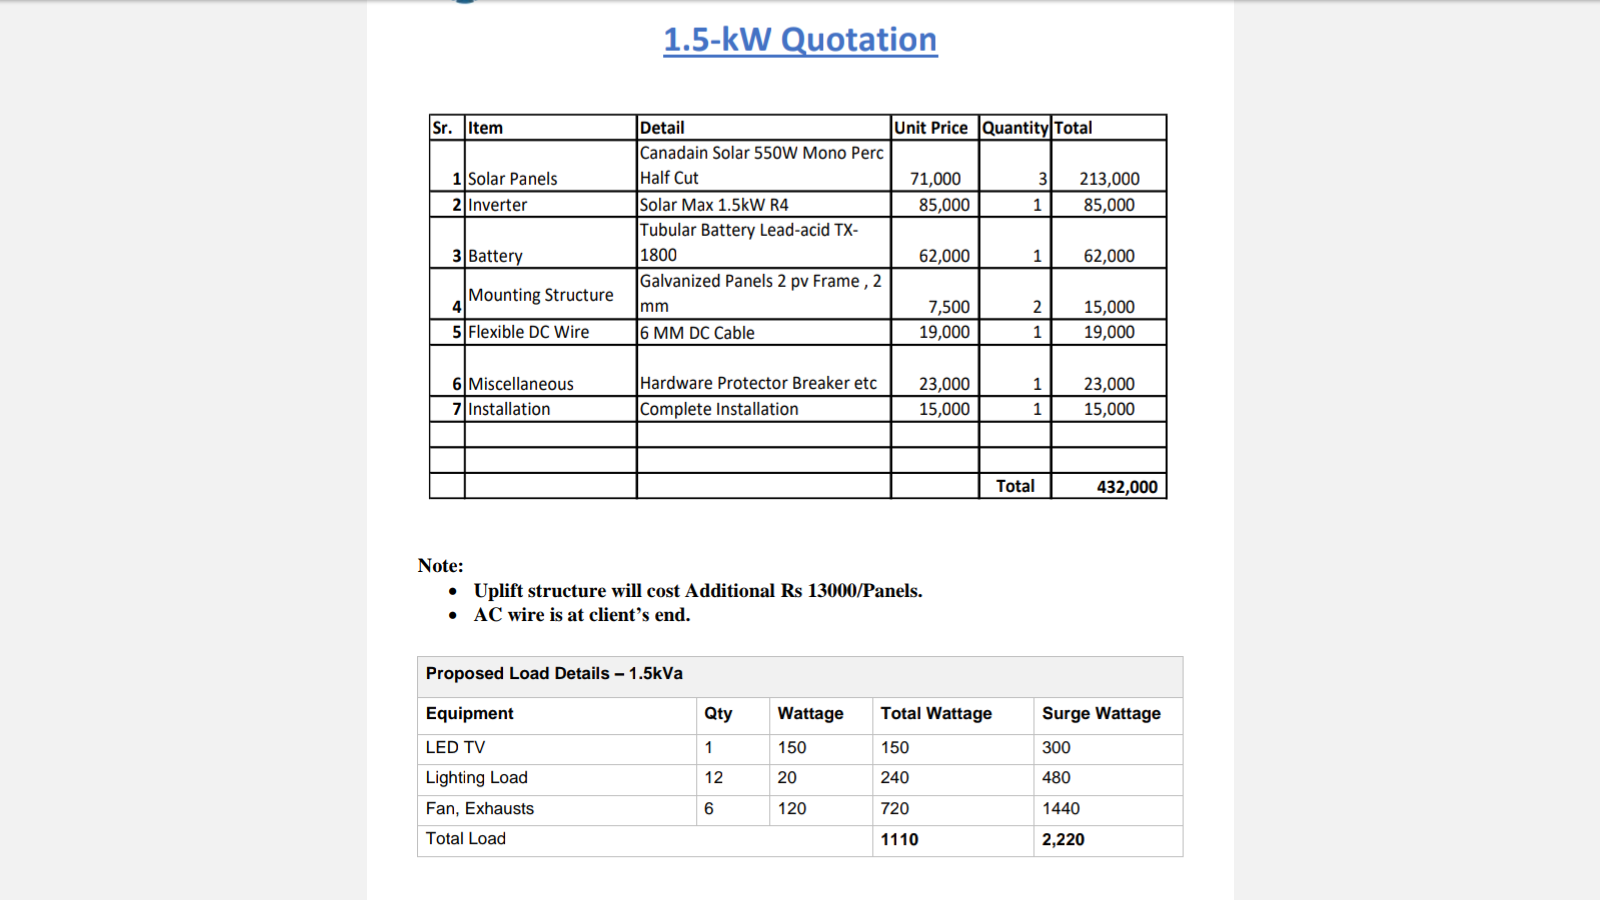 1.5-kW Quotation
Sr. Item Detail Unit Price Quantity Total
Canadain Solar 550W Mono Perc
1 Solar Panels Half Cut 71,000 3 213,000
2 Inverter Solar Max 1.5kW R4 85,000 1 85,000
Tubular Battery Lead-acid TX-
3 Battery 1800 62,000 1 62,000
Galvanized Panels 2 pv Frame , 2
4 Mounting Structure mm 7,500 2 15,000
5 Flexible DC Wire 6 MM DC Cable 19,000 1 19,000
6 Miscellaneous Hardware Protector Breaker etc 23,000 1 23,000
7 Installation Complete Installation 15,000 1 15,000
Total 432,000
Note:
• Uplift structure will cost Additional Rs 13000/Panels.
• AC wire is at client’s end.
Proposed Load Details – 1.5kVa
Equipment Qty Wattage Total Wattage Surge Wattage
LED TV 1 150 150 300
Lighting Load 12 20 240 480
Fan, Exhausts 6 120 720 1440
Total Load 1110 2,220